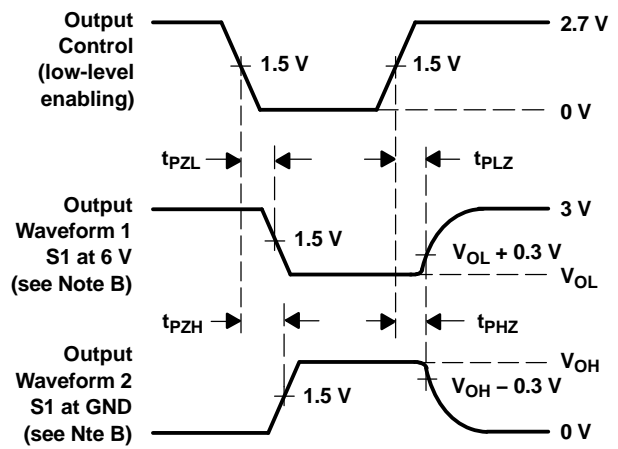 Output
Control
(low-level
enabling)
2.7 V
1.5 V
1.5 V
0 V
tPZL
tPLZ
Output
Waveform 1
S1 at 6 V
(see Note B)
3 V
1.5 V
VOL + 0.3 V
VOL
tPZH
tPHZ
Output
Waveform 2
S1 at GND
(see Nte B)
VOH
1.5 V
VOH – 0.3 V
0 V